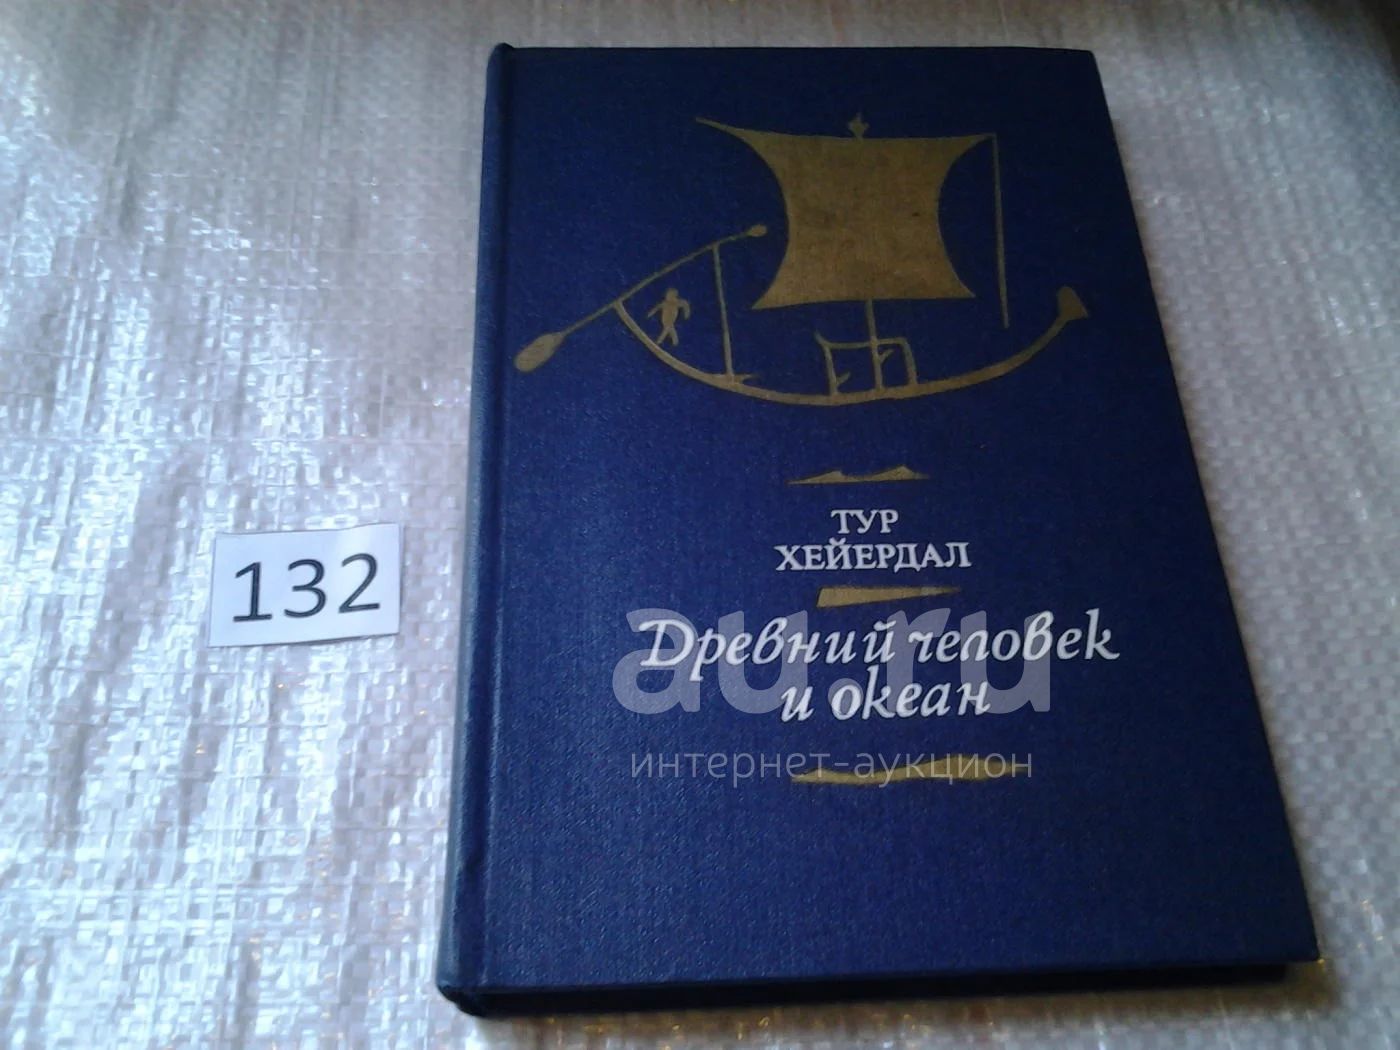 132
ТУР
ХЕЙЕРДАЛ
Древний человек
и океан
au.ru
интернет-аукцион